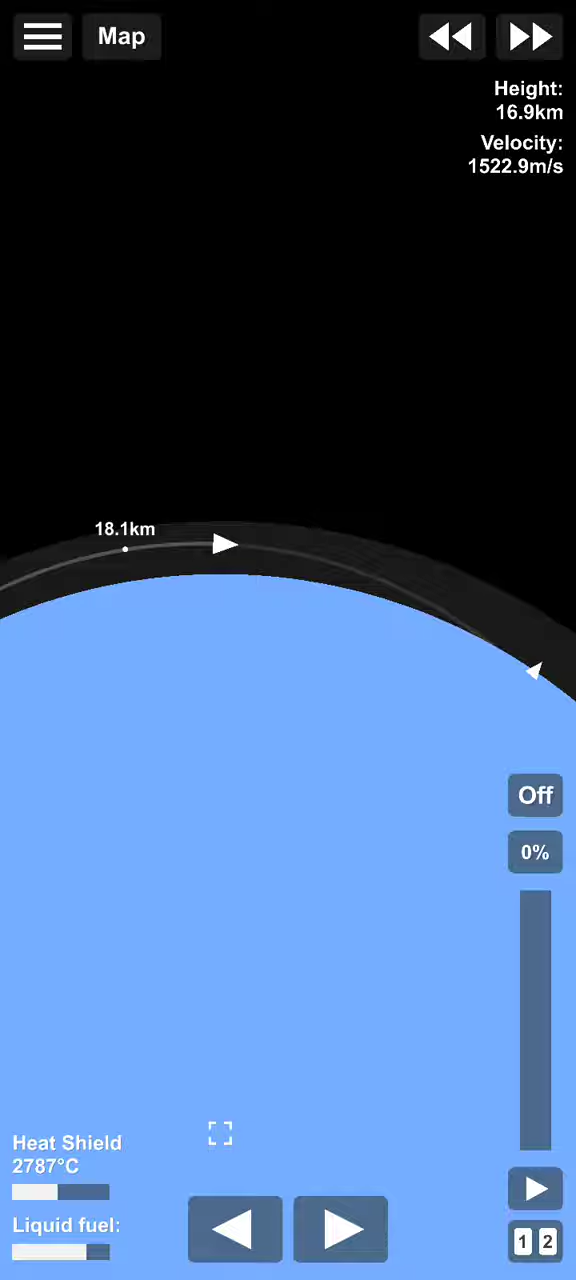 Map
Height:
16.9km
Velocity:
1522.9m/s
18.1km
Off
0%
Heat Shield
2787°C
Liquid fuel:
1 2